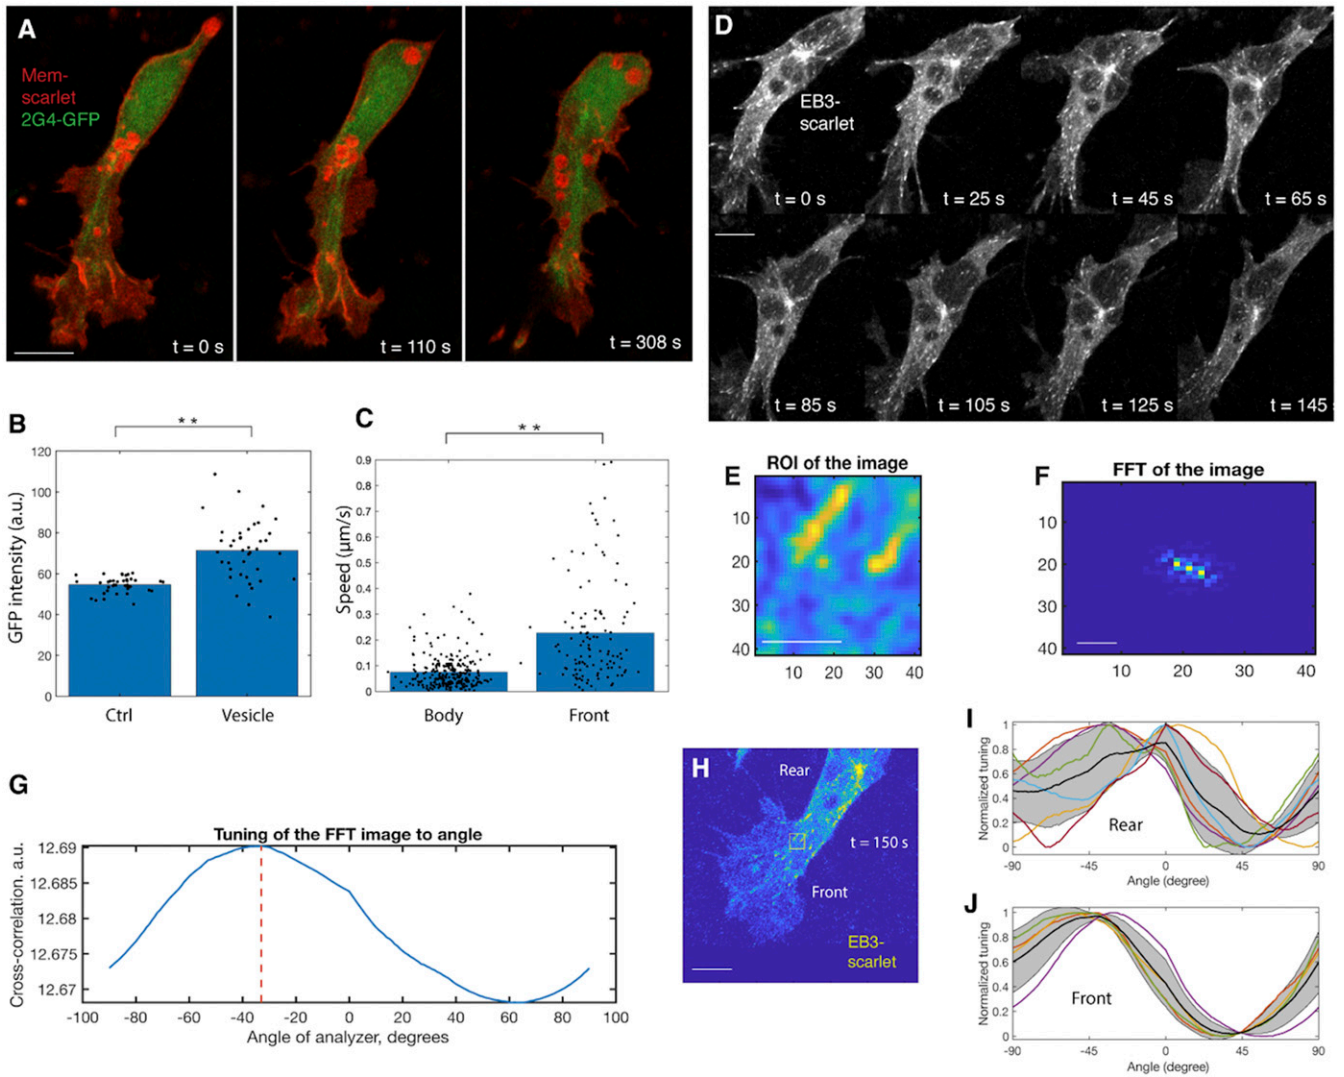 A
Mem-
scarlet
2G4-GFP
t = 0 s
t = 110 s
t = 308 s
D
EB3-
scarlet
t = 0 s
t = 25 s
t = 45 s
t = 65 s
t = 85 s
t = 105 s
t = 125 s
t = 145
B
**
GFP intensity (a.u.)
120
100
80
60
40
20
0
Ctrl
Vesicle
C
**
Speed (µm/s)
0.9
0.8
0.7
0.6
0.5
0.4
0.3
0.2
0.1
0
Body
Front
E
ROI of the image
10
20
30
40
10 20 30 40
F
FFT of the image
10
20
30
40
10 20 30 40
G
Tuning of the FFT image to angle
Cross-correlation. a.u.
12.69
12.685
12.68
12.675
12.67
-100 -80 -60 -40 -20 0 20 40 60 80 100
Angle of analyzer, degrees
H
Rear
t = 150 s
Front
EB3-
scarlet
I
Normalized tuning
1
0.8
0.6
0.4
0.2
0
Rear
-90 -45 0 45 90
Angle (degree)
J
Normalized tuning
1
0.8
0.6
0.4
0.2
0
Front
-90 -45 0 45 90
Angle (degree)